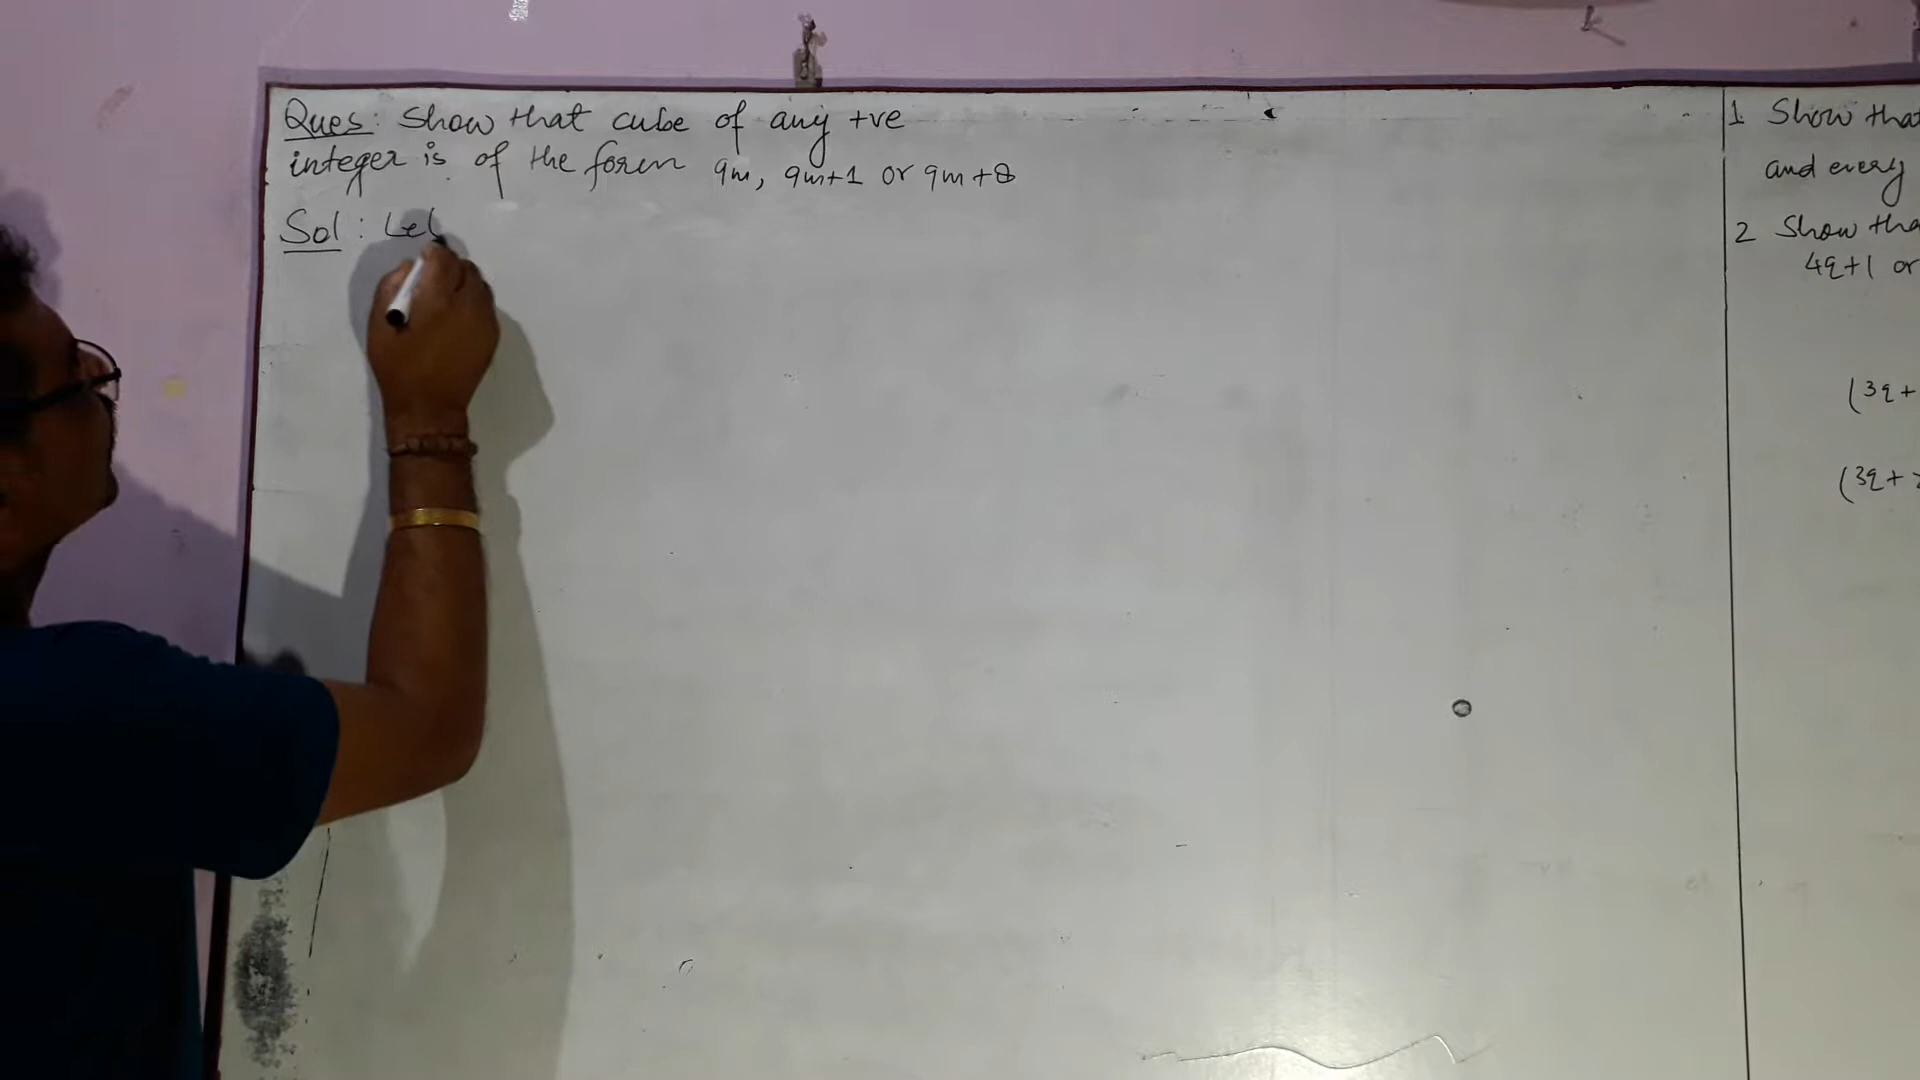 Ques: Show that cube of any +ve
integer is of the form 9m, 9m+1 or 9m+8
Sol: Let
1. Show that
and every
2 Show tha
4q+1 or
(3q+
(3q+